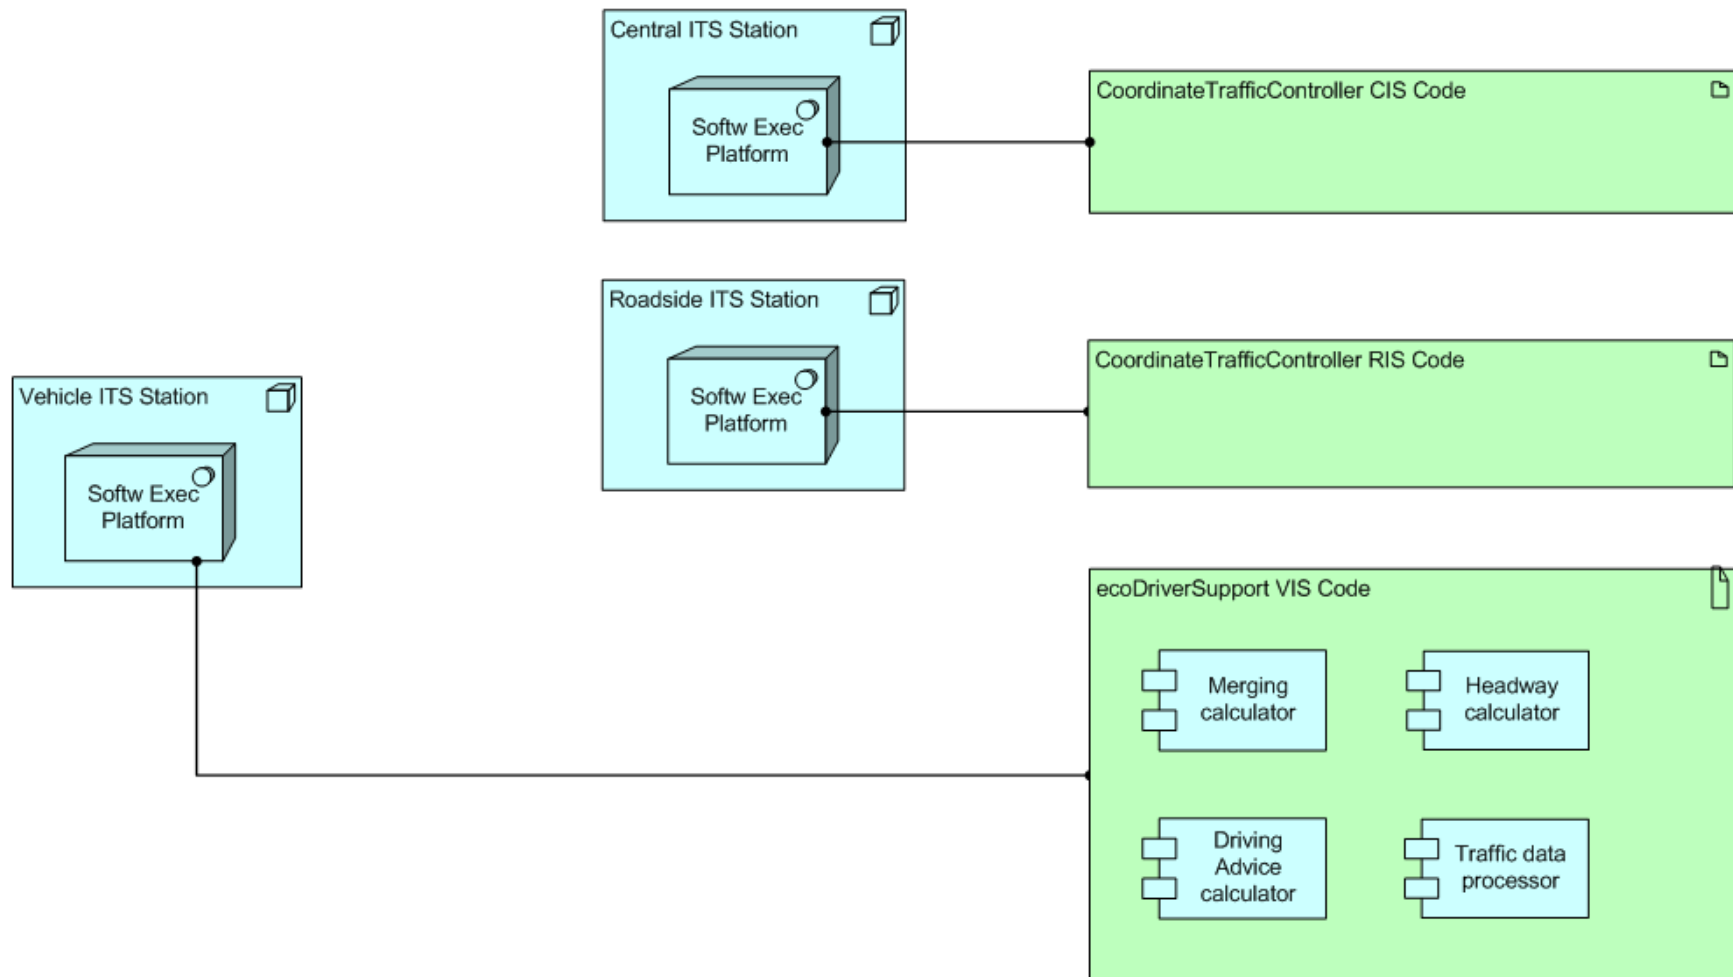 Central ITS Station
Softw Exec
Platform
CoordinateTrafficController CIS Code
Roadside ITS Station
Softw Exec
Platform
CoordinateTrafficController RIS Code
Vehicle ITS Station
Softw Exec
Platform
ecoDriverSupport VIS Code
Merging
calculator
Headway
calculator
Driving
Advice
calculator
Traffic data
processor